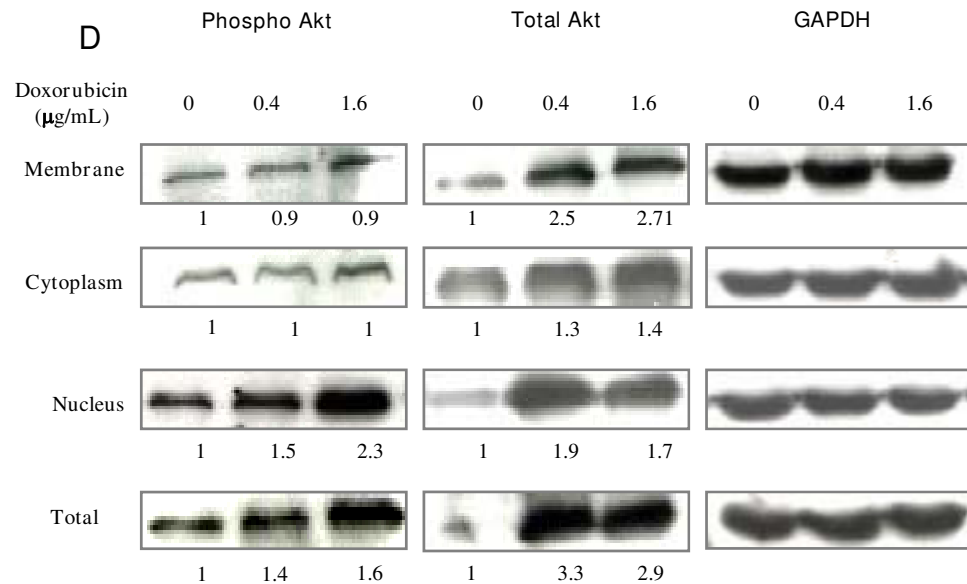 D
Phospho Akt Total Akt GAPDH
Doxorubicin
(µg/mL)
0 0.4 1.6 0 0.4 1.6 0 0.4 1.6
Membrane
1 0.9 0.9 1 2.5 2.71
Cytoplasm
1 1 1 1 1.3 1.4
Nucleus
1 1.5 2.3 1 1.9 1.7
Total
1 1.4 1.6 1 3.3 2.9